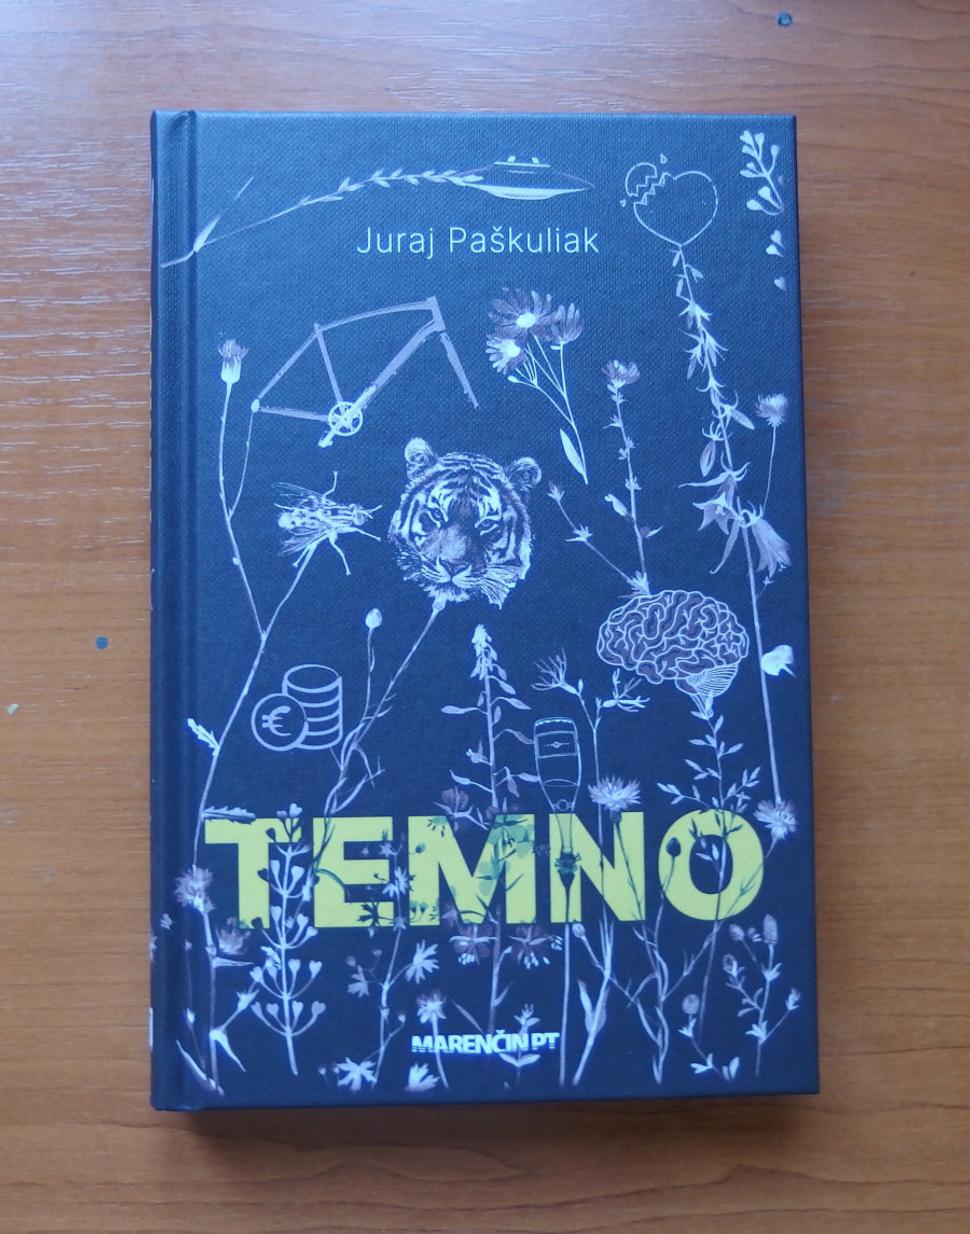 Juraj Paškuliak
€
TEMNO
MARENČIN PT